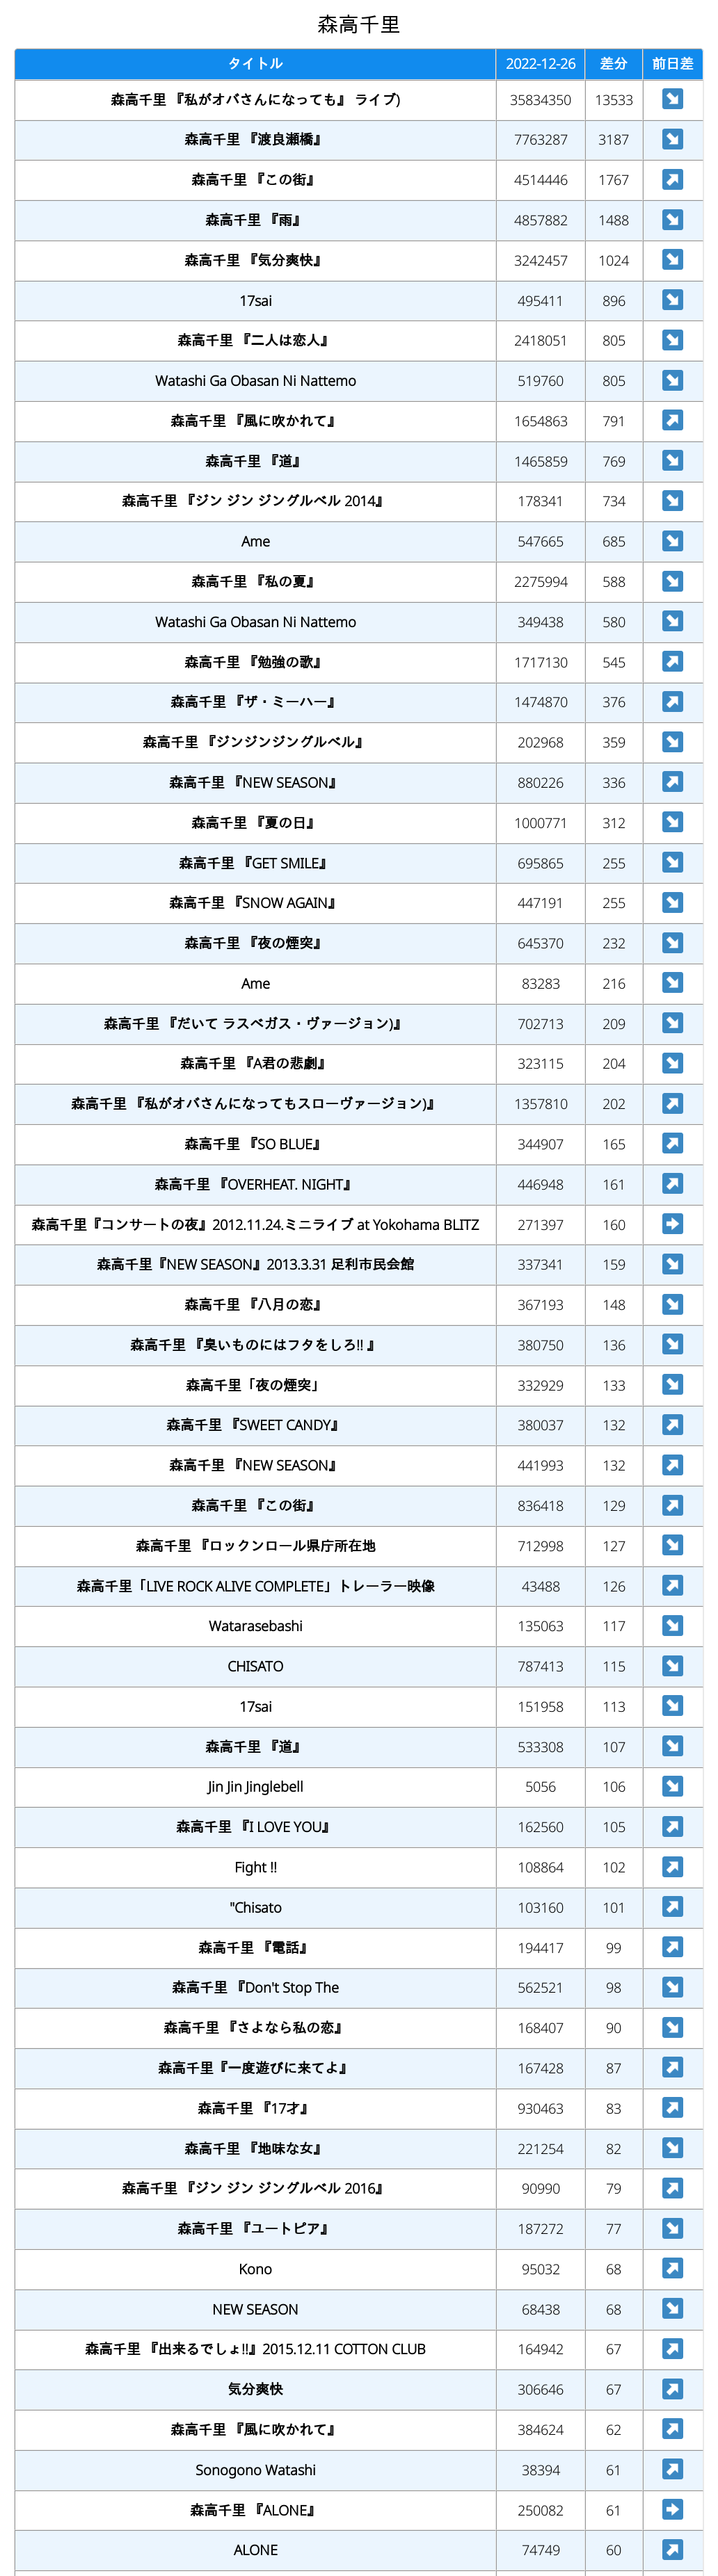 森高千里
タイトル 2022-12-26 差分 前日差
森高千里 『私がオバさんになっても』 ライブ) 35834350 13533 ↘
森高千里 『渡良瀬橋』 7763287 3187 ↘
森高千里 『この街』 4514446 1767 ↗
森高千里 『雨』 4857882 1488 ↘
森高千里 『気分爽快』 3242457 1024 ↘
17sai 495411 896 ↘
森高千里 『二人は恋人』 2418051 805 ↘
Watashi Ga Obasan Ni Nattemo 519760 805 ↘
森高千里 『風に吹かれて』 1654863 791 ↗
森高千里 『道』 1465859 769 ↘
森高千里 『ジン ジン ジングルベル 2014』 178341 734 ↘
Ame 547665 685 ↘
森高千里 『私の夏』 2275994 588 ↘
Watashi Ga Obasan Ni Nattemo 349438 580 ↘
森高千里 『勉強の歌』 1717130 545 ↗
森高千里 『ザ・ミーハー』 1474870 376 ↗
森高千里 『ジンジンジングルベル』 202968 359 ↘
森高千里 『NEW SEASON』 880226 336 ↗
森高千里 『夏の日』 1000771 312 ↘
森高千里 『GET SMILE』 695865 255 ↘
森高千里 『SNOW AGAIN』 447191 255 ↘
森高千里 『夜の煙突』 645370 232 ↘
Ame 83283 216 ↘
森高千里 『だいて ラスベガス・ヴァージョン)』 702713 209 ↘
森高千里 『A君の悲劇』 323115 204 ↘
森高千里 『私がオバさんになってもスローヴァージョン)』 1357810 202 ↗
森高千里 『SO BLUE』 344907 165 ↗
森高千里 『OVERHEAT. NIGHT』 446948 161 ↗
森高千里『コンサートの夜』2012.11.24.ミニライブ at Yokohama BLITZ 271397 160 →
森高千里『NEW SEASON』2013.3.31 足利市民会館 337341 159 ↘
森高千里 『八月の恋』 367193 148 ↘
森高千里 『臭いものにはフタをしろ!! 』 380750 136 ↘
森高千里「夜の煙突」 332929 133 ↘
森高千里 『SWEET CANDY』 380037 132 ↗
森高千里 『NEW SEASON』 441993 132 ↗
森高千里 『この街』 836418 129 ↗
森高千里 『ロックンロール県庁所在地 712998 127 ↘
森高千里「LIVE ROCK ALIVE COMPLETE」トレーラー映像 43488 126 ↗
Watarasebashi 135063 117 ↘
CHISATO 787413 115 ↘
17sai 151958 113 ↘
森高千里 『道』 533308 107 ↘
Jin Jin Jinglebell 5056 106 ↘
森高千里 『I LOVE YOU』 162560 105 ↗
Fight !! 108864 102 ↗
"Chisato 103160 101 ↗
森高千里 『電話』 194417 99 ↗
森高千里 『Don't Stop The 562521 98 ↘
森高千里 『さよなら私の恋』 168407 90 ↘
森高千里『一度遊びに来てよ』 167428 87 ↗
森高千里 『17才』 930463 83 ↗
森高千里 『地味な女』 221254 82 ↘
森高千里 『ジン ジン ジングルベル 2016』 90990 79 ↗
森高千里 『ユートピア』 187272 77 ↘
Kono 95032 68 ↗
NEW SEASON 68438 68 ↘
森高千里 『出来るでしょ!!』2015.12.11 COTTON CLUB 164942 67 ↗
気分爽快 306646 67 ↗
森高千里 『風に吹かれて』 384624 62 ↗
Sonogono Watashi 38394 61 ↗
森高千里 『ALONE』 250082 61 →
ALONE 74749 60 ↗